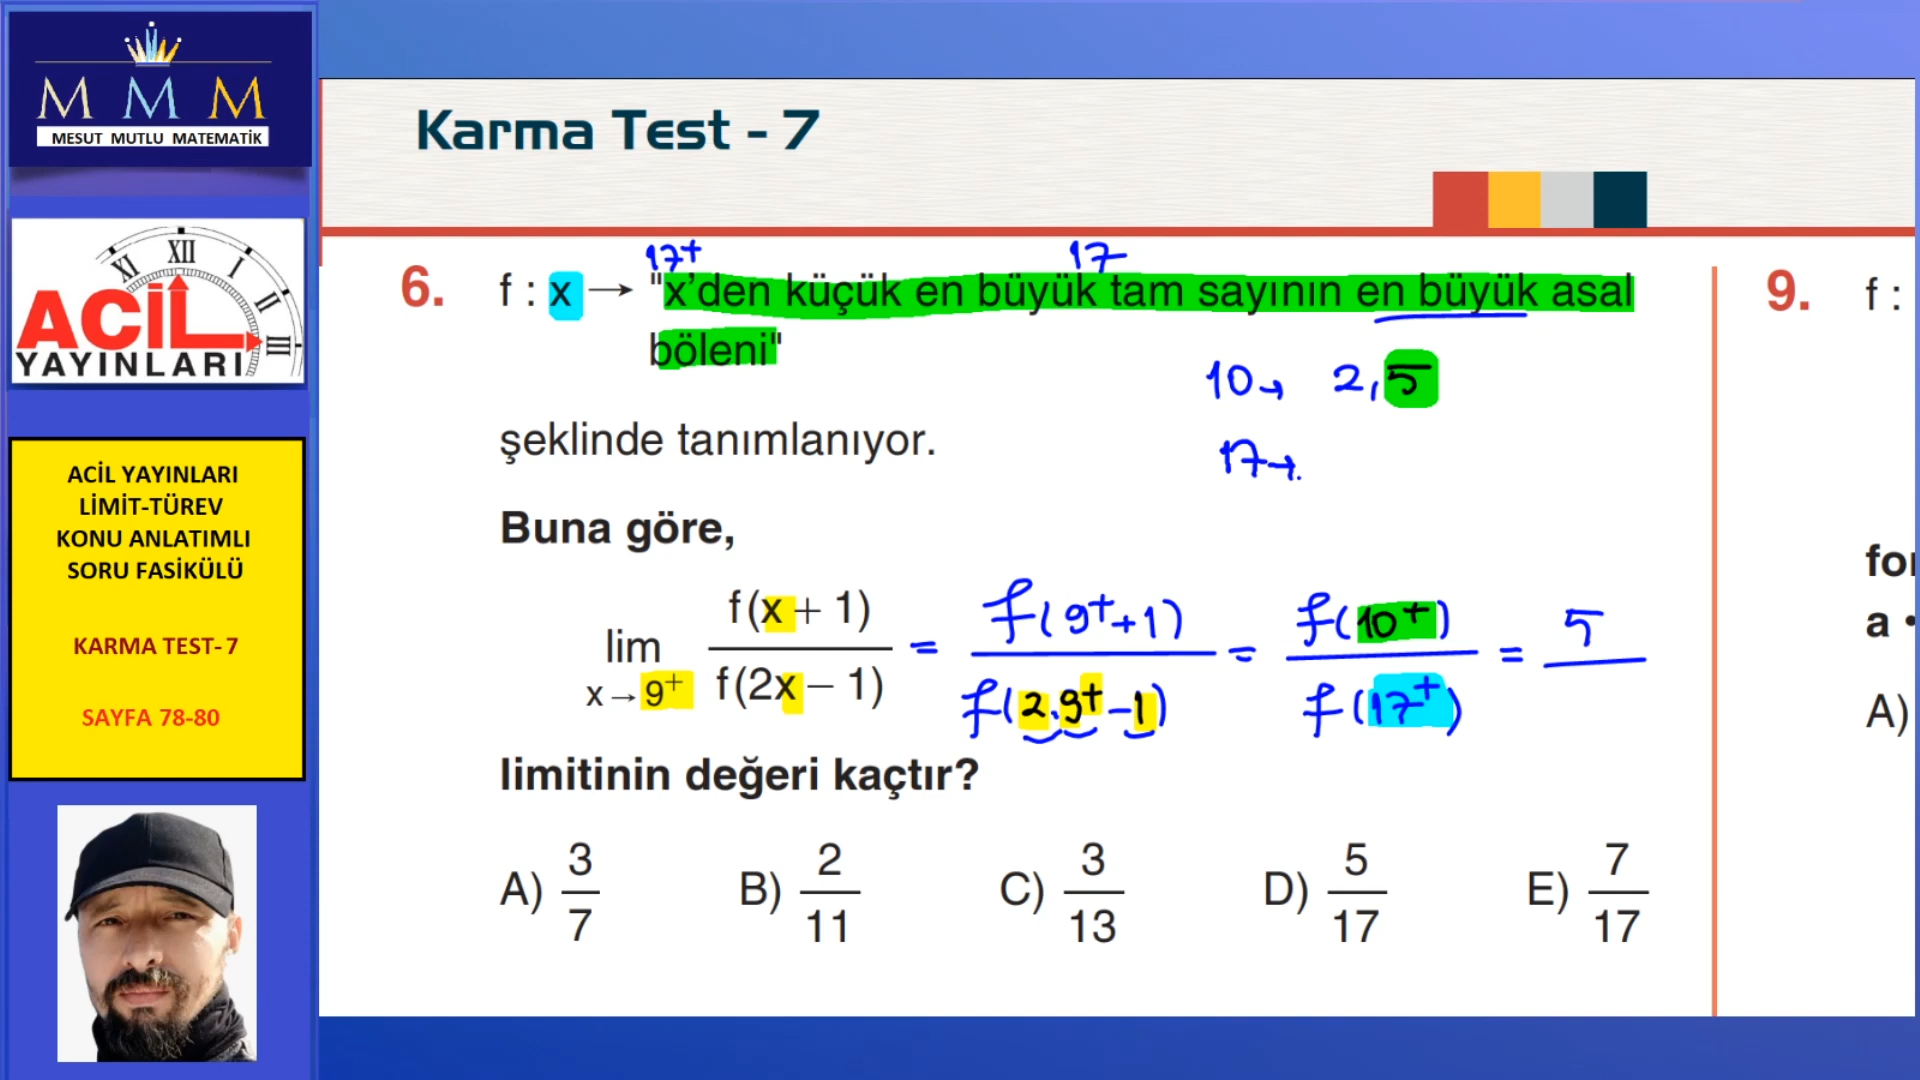 M M M
MESUT MUTLU MATEMATİK
XI XII I II III
ACİL
YAYINLARI
ACİL YAYINLARI
LİMİT-TÜREV
KONU ANLATIMLI
SORU FASİKÜLÜ
KARMA TEST- 7
SAYFA 78-80
Karma Test - 7
17⁺ 17
6. f : x → "x'den küçük en büyük tam sayının en büyük asal
böleni"
10→ 2, 5
şeklinde tanımlanıyor.
17→
Buna göre,
lim x→9⁺ f(x + 1) / f(2x – 1) = f(9⁺+1) / f(2.9⁺-1) = f(10⁺) / f(17⁺) = 5 /
limitinin değeri kaçtır?
A) 3/7 B) 2/11 C) 3/13 D) 5/17 E) 7/17
9. f :
a •
A)